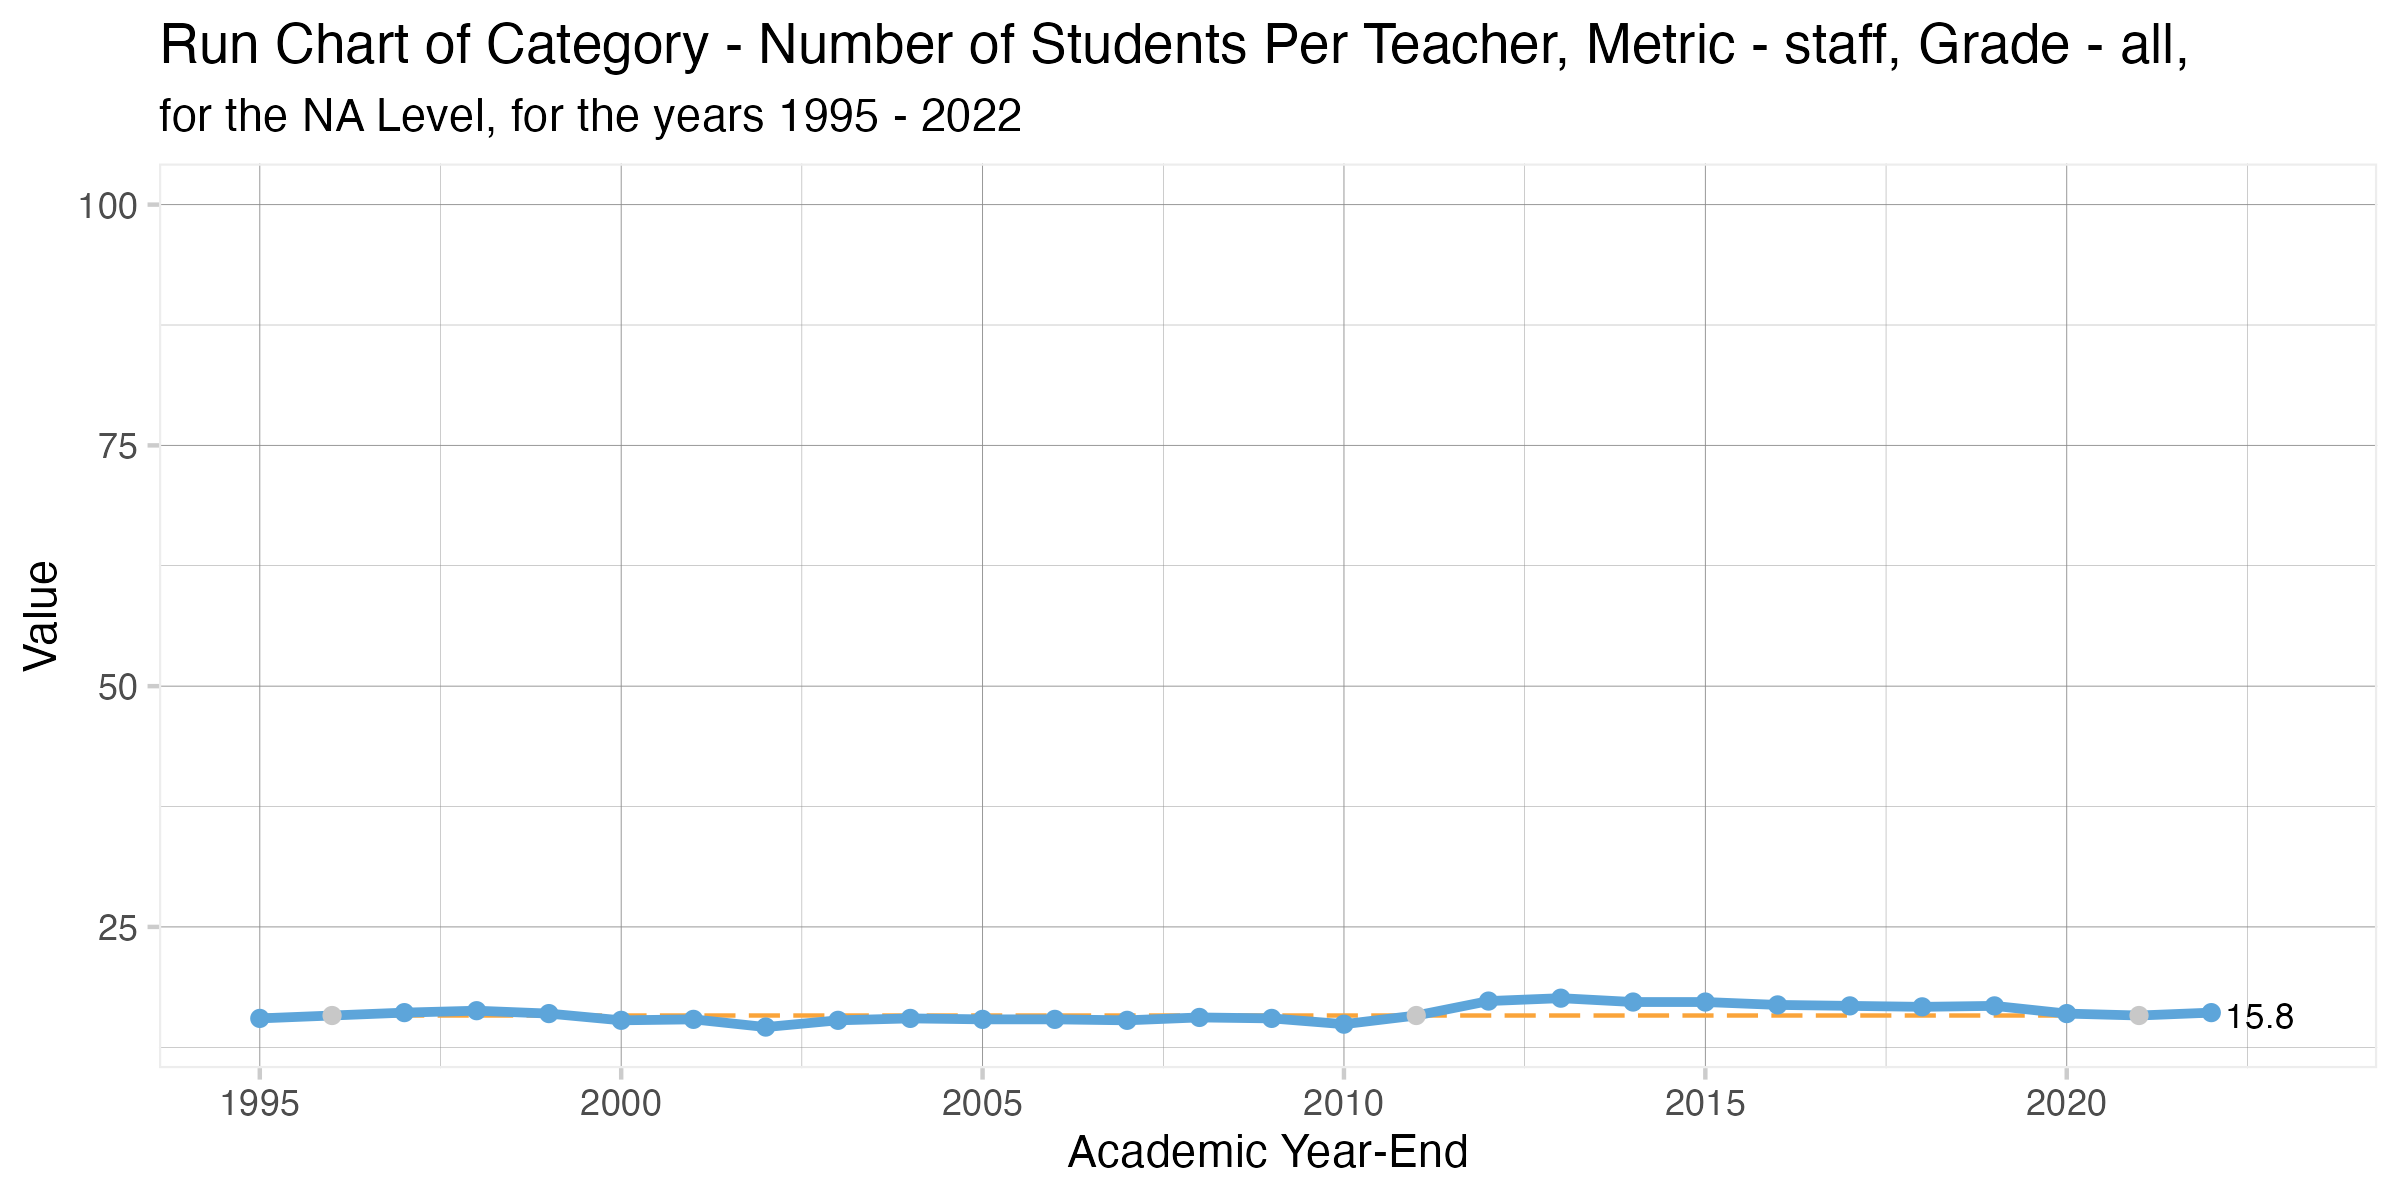 Run Chart of Category - Number of Students Per Teacher, Metric - staff, Grade - all,
for the NA Level, for the years 1995 - 2022
100
75
50
25
Value
15.8
1995 2000 2005 2010 2015 2020
Academic Year-End